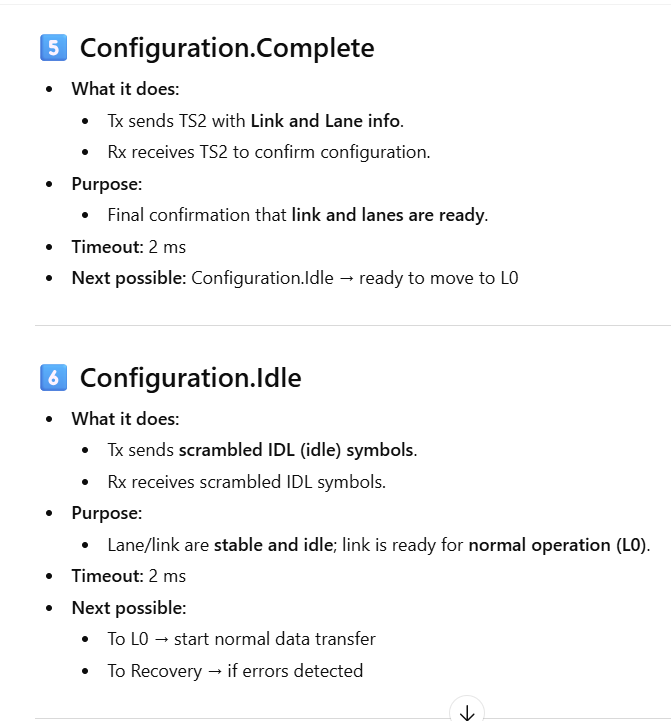 5 Configuration.Complete
• What it does:
• Tx sends TS2 with Link and Lane info.
• Rx receives TS2 to confirm configuration.
• Purpose:
• Final confirmation that link and lanes are ready.
• Timeout: 2 ms
• Next possible: Configuration.Idle → ready to move to L0
6 Configuration.Idle
• What it does:
• Tx sends scrambled IDL (idle) symbols.
• Rx receives scrambled IDL symbols.
• Purpose:
• Lane/link are stable and idle; link is ready for normal operation (L0).
• Timeout: 2 ms
• Next possible:
• To L0 → start normal data transfer
• To Recovery → if errors detected